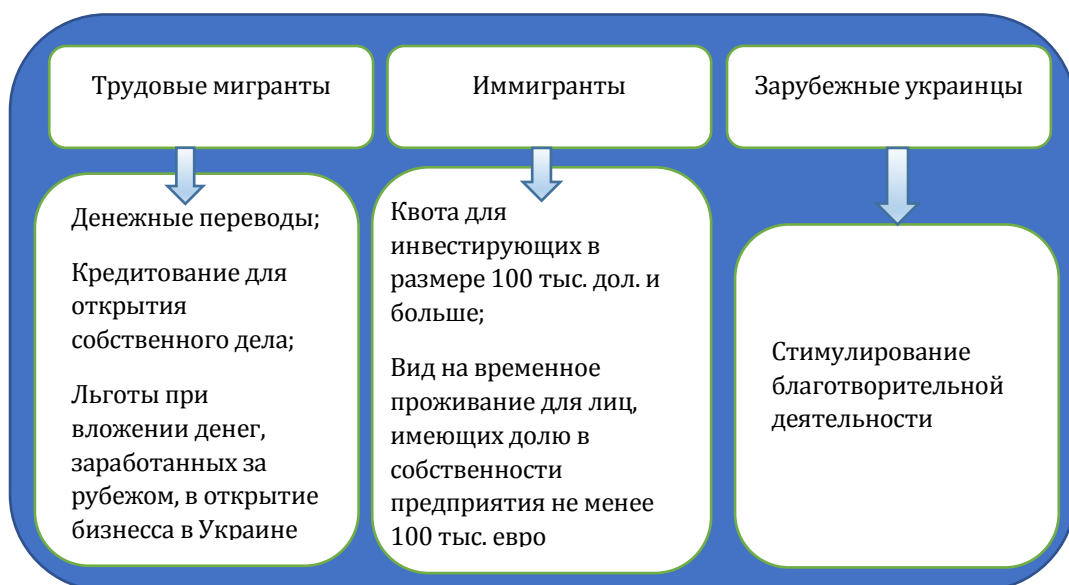 Трудовые мигранты
Иммигранты
Зарубежные украинцы
Денежные переводы;
Кредитование для
открытия
собственного дела;
Льготы при
вложении денег,
заработанных за
рубежом, в открытие
бизнесса в Украине
Квота для
инвестирующих в
размере 100 тыс. дол. и
больше;
Вид на временное
проживание для лиц,
имеющих долю в
собственности
предприятия не менее
100 тыс. евро
Стимулирование
благотворительной
деятельности